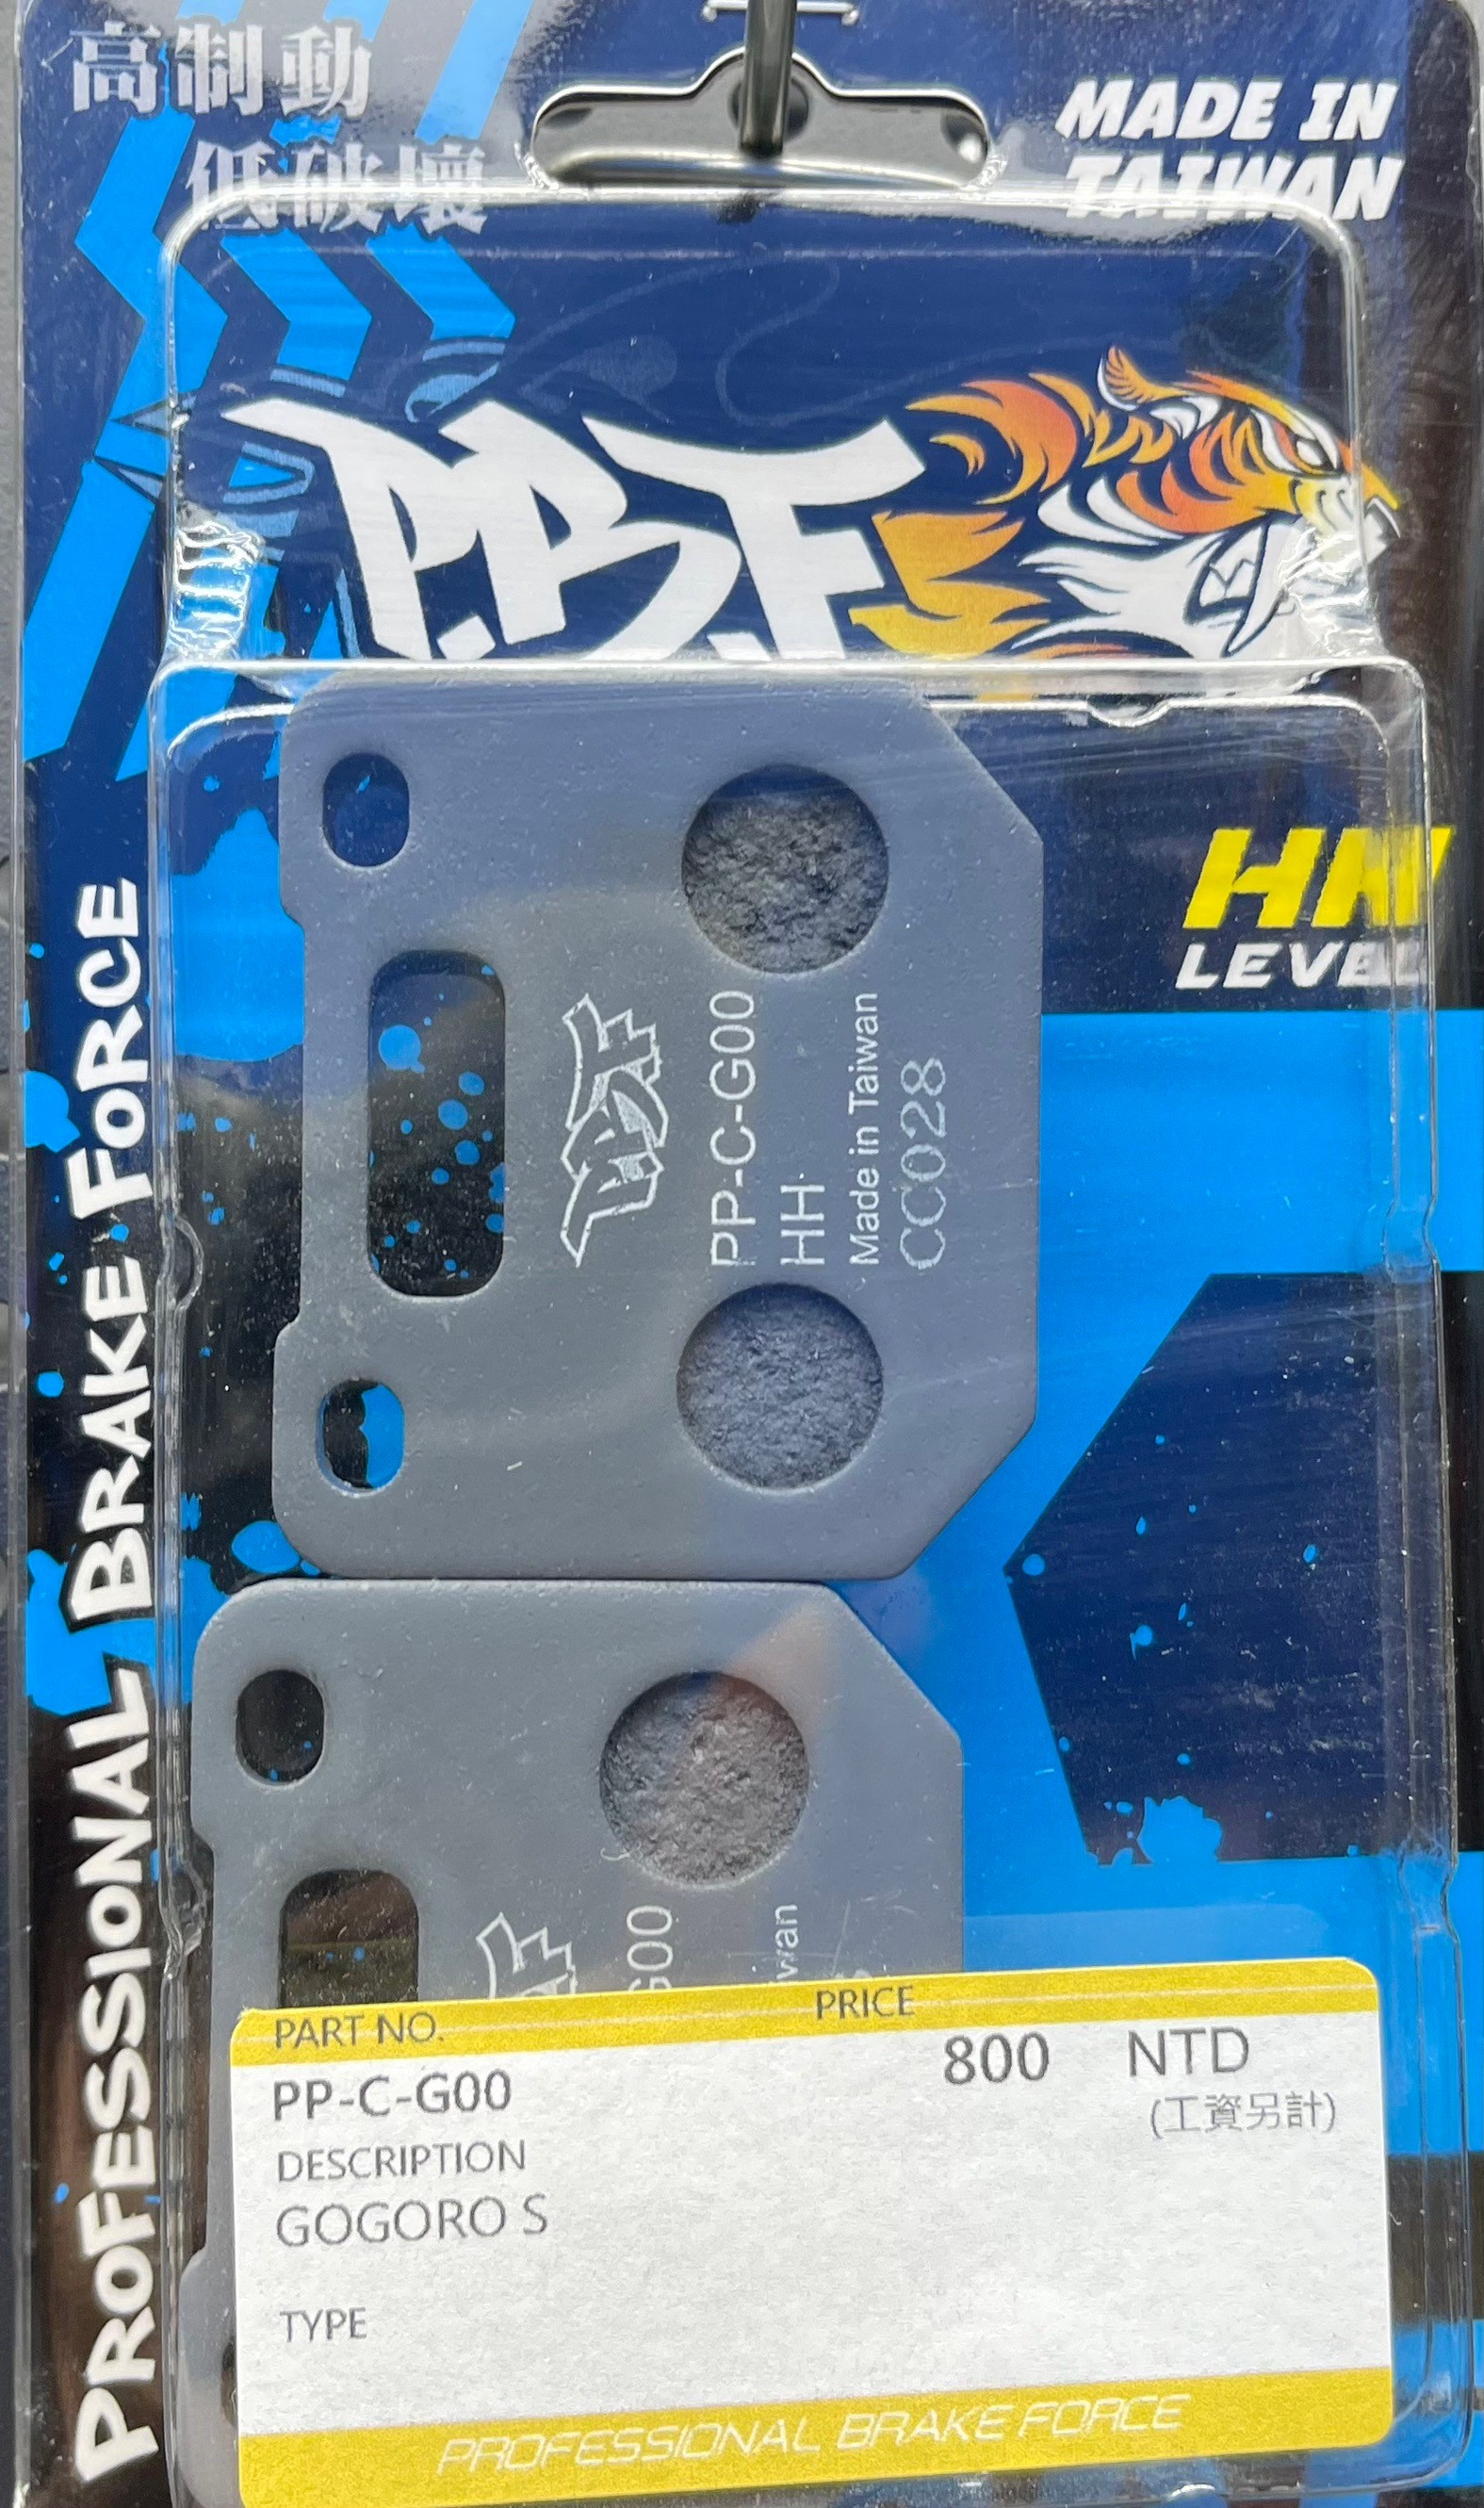 高制動
低破壞
MADE IN
TAIWAN
P.B.F
HH
LEVEL
PROFESSIONAL BRAKE FORCE
PBF
PP-C-G00
HH
Made in Taiwan
CC028
G00
wan
PART NO.
PRICE
PP-C-G00
800 NTD
(工資另計)
DESCRIPTION
GOGORO S
TYPE
PROFESSIONAL BRAKE FORCE